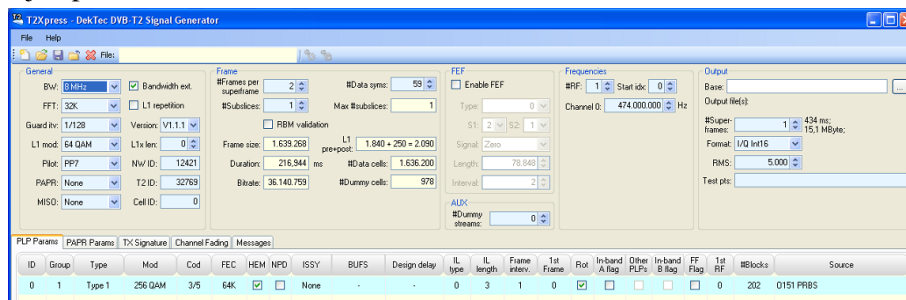 T2Xpress - DekTec DVB-T2 Signal Generator
File Help
File:
General Frame FEF Frequencies Output
BW: 8 MHz Bandwidth ext. #Frames per superframe 2 #Data syms: 59 Enable FEF #RF: 1 Start idx: 0 Base: ...
FFT: 32K L1 repetition #Subslices: 1 Max #subslices: 1 Type: 0 Channel 0: 474.000.000 Hz Output file(s):
Guard itv: 1/128 Version: V1.1.1 RBM validation S1: 2 S2: 1 #Super-frames: 1 434 ms; 15,1 MByte;
L1 mod: 64 QAM L1x len: 0 Frame size: 1.639.268 L1 pre+post: 1.840 + 250 = 2.090 Signal: Zero Format: I/Q Int16
Pilot: PP7 NW ID: 12421 Duration: 216,944 ms #Data cells: 1.636.200 Length: 78.848 RMS: 5.000
PAPR: None T2 ID: 32769 Bitrate: 36.140.759 #Dummy cells: 978 Interval: 2 Test pts:
MISO: None Cell ID: 0 AUX
#Dummy streams: 0
PLP Params PAPR Params TX Signature Channel Fading Messages
ID Group Type Mod Cod FEC HEM NPD ISSY BUFS Design delay IL type IL length Frame interv. 1st Frame Rot In-band A flag Other PLPs In-band B flag FF Flag 1st RF #Blocks Source
0 1 Type 1 256 QAM 3/5 64K None - - 0 3 1 0 0 202 0151 PRBS